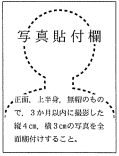 写真貼付欄
正面，上半身，無帽のもの
で，３か月以内に撮影した
縦４cm，横３cmの写真を全
面糊付けすること。